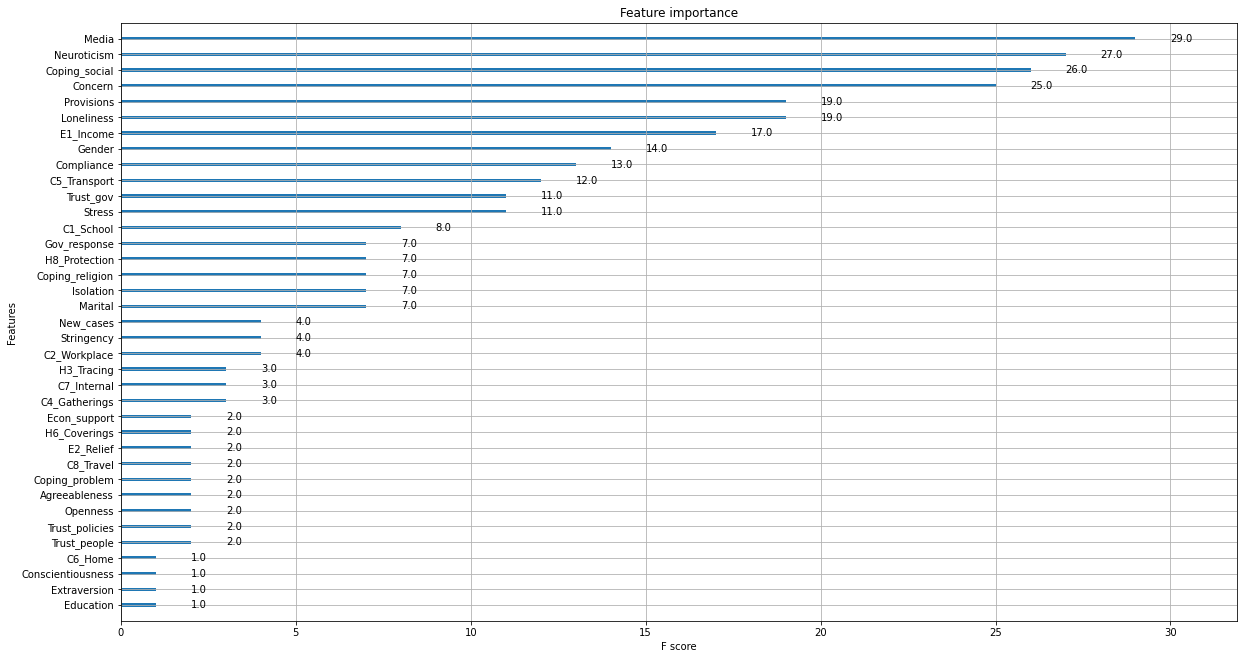 Feature importance
Media 29.0
Neuroticism 27.0
Coping_social 26.0
Concern 25.0
Provisions 19.0
Loneliness 19.0
E1_Income 17.0
Gender 14.0
Compliance 13.0
C5_Transport 12.0
Trust_gov 11.0
Stress 11.0
C1_School 8.0
Gov_response 7.0
H8_Protection 7.0
Coping_religion 7.0
Isolation 7.0
Marital 7.0
New_cases 4.0
Stringency 4.0
C2_Workplace 4.0
H3_Tracing 3.0
C7_Internal 3.0
C4_Gatherings 3.0
Econ_support 2.0
H6_Coverings 2.0
E2_Relief 2.0
C8_Travel 2.0
Coping_problem 2.0
Agreeableness 2.0
Openness 2.0
Trust_policies 2.0
Trust_people 2.0
C6_Home 1.0
Conscientiousness 1.0
Extraversion 1.0
Education 1.0
Features
0 5 10 15 20 25 30
F score